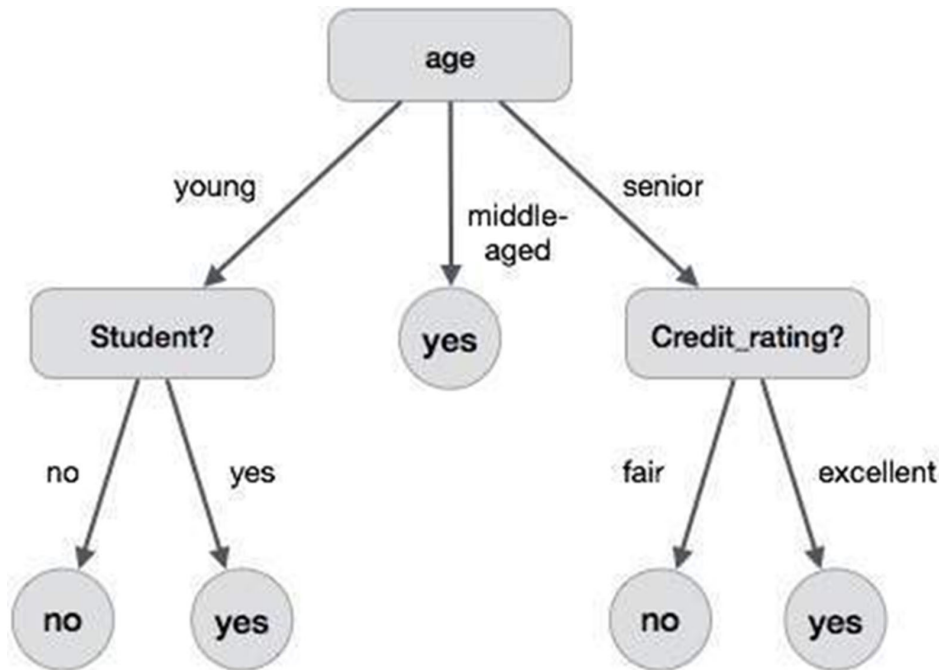 age
young
middle-
aged
senior
Student?
yes
Credit_rating?
no
yes
fair
excellent
no
yes
no
yes